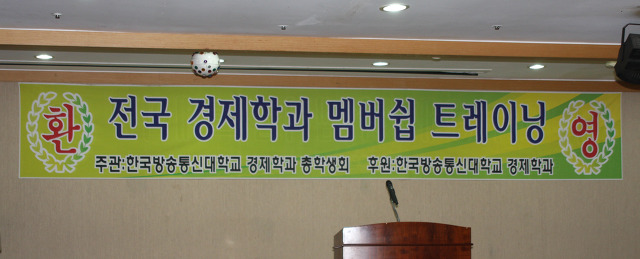 환 전국 경제학과 멤버쉽 트레이닝 영
주관:한국방송통신대학교 경제학과 총학생회 후원:한국방송통신대학교 경제학과